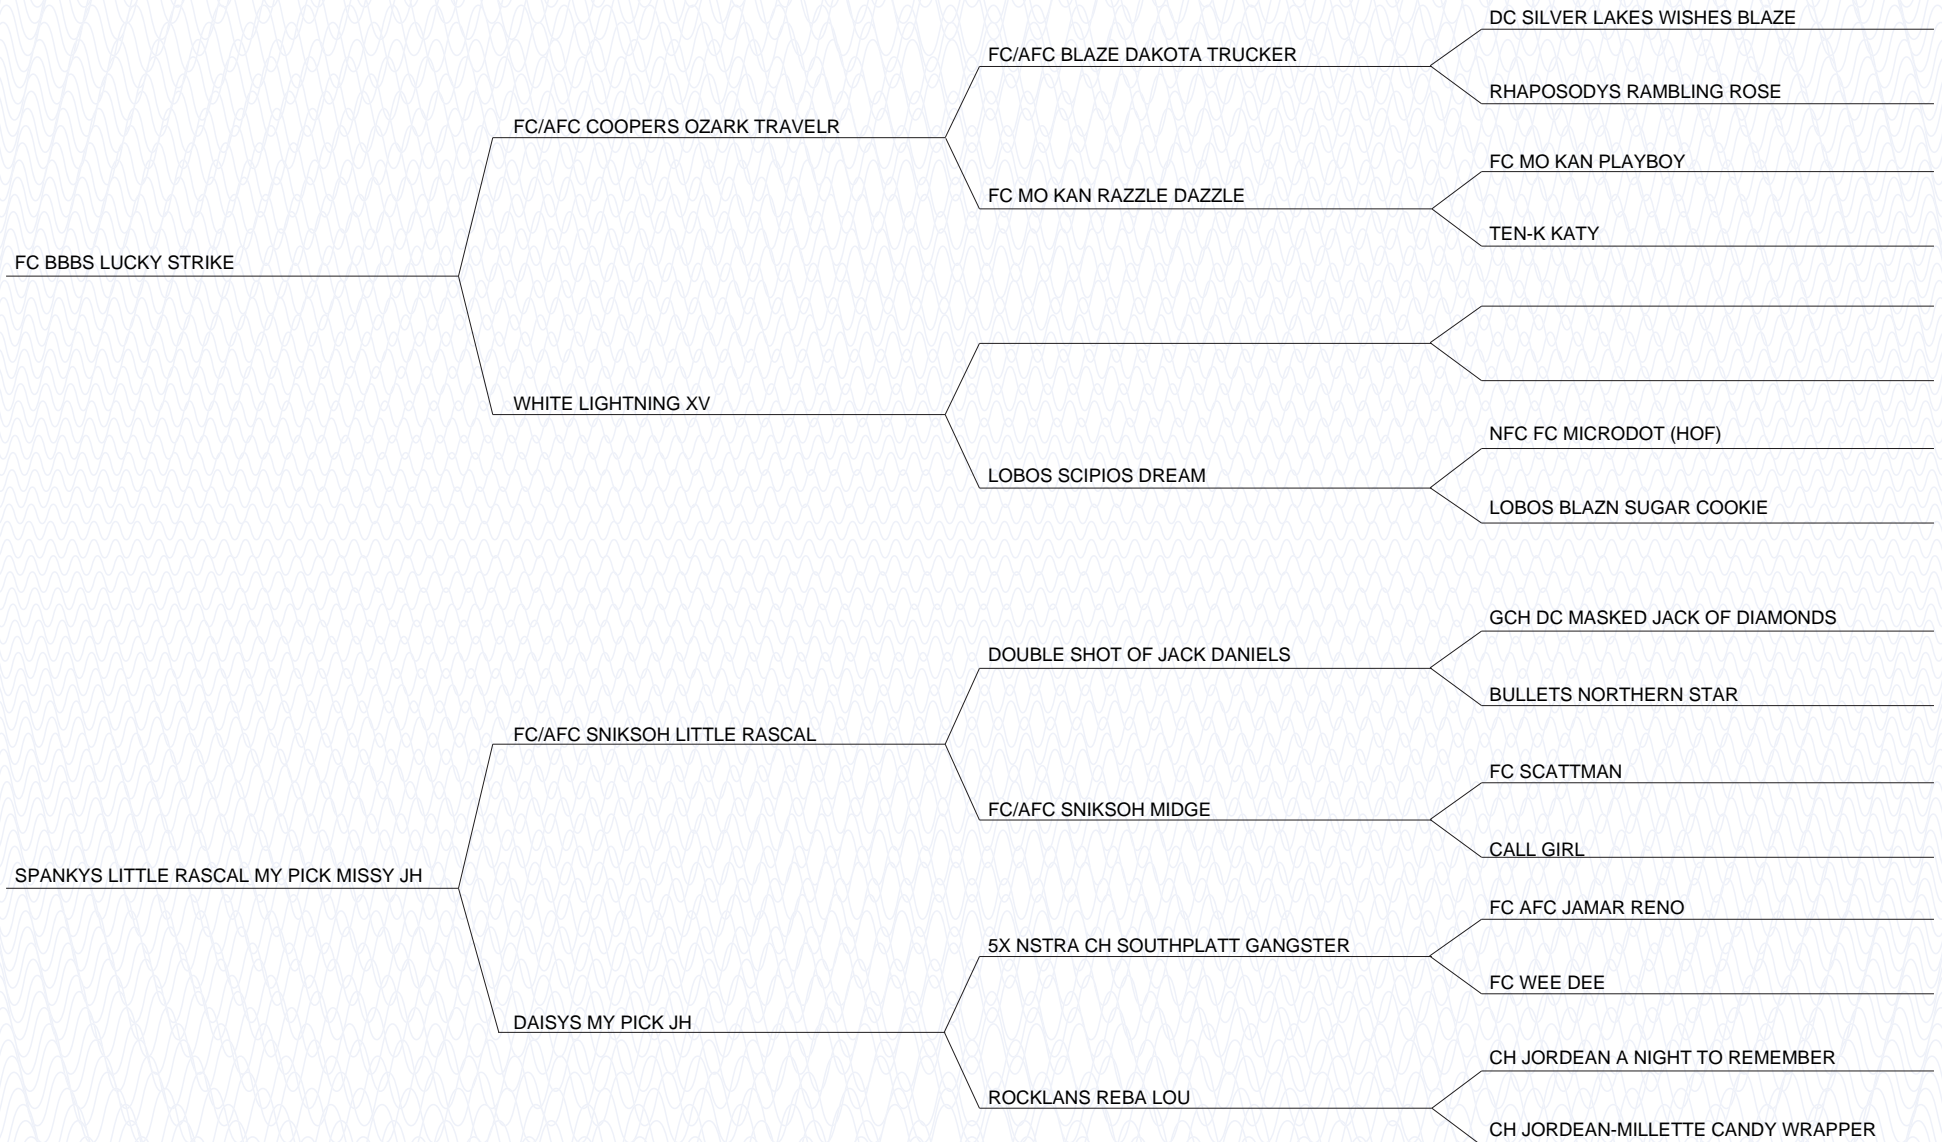 DC SILVER LAKES WISHES BLAZE
FC/AFC BLAZE DAKOTA TRUCKER
RHAPOSODYS RAMBLING ROSE
FC/AFC COOPERS OZARK TRAVELR
FC MO KAN PLAYBOY
FC MO KAN RAZZLE DAZZLE
TEN-K KATY
FC BBBS LUCKY STRIKE
WHITE LIGHTNING XV
NFC FC MICRODOT (HOF)
LOBOS SCIPIOS DREAM
LOBOS BLAZN SUGAR COOKIE
GCH DC MASKED JACK OF DIAMONDS
DOUBLE SHOT OF JACK DANIELS
BULLETS NORTHERN STAR
FC/AFC SNIKSOH LITTLE RASCAL
FC SCATTMAN
FC/AFC SNIKSOH MIDGE
CALL GIRL
SPANKYS LITTLE RASCAL MY PICK MISSY JH
FC AFC JAMAR RENO
5X NSTRA CH SOUTHPLATT GANGSTER
FC WEE DEE
DAISYS MY PICK JH
CH JORDEAN A NIGHT TO REMEMBER
ROCKLANS REBA LOU
CH JORDEAN-MILLETTE CANDY WRAPPER